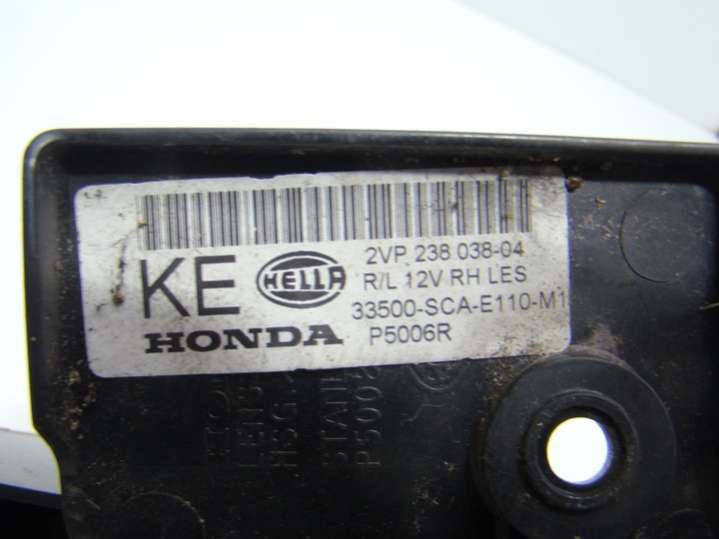 2VP 238 038-04
KE HELLA R/L 12V RH LES
33500-SCA-E110-M1
HONDA P5006R